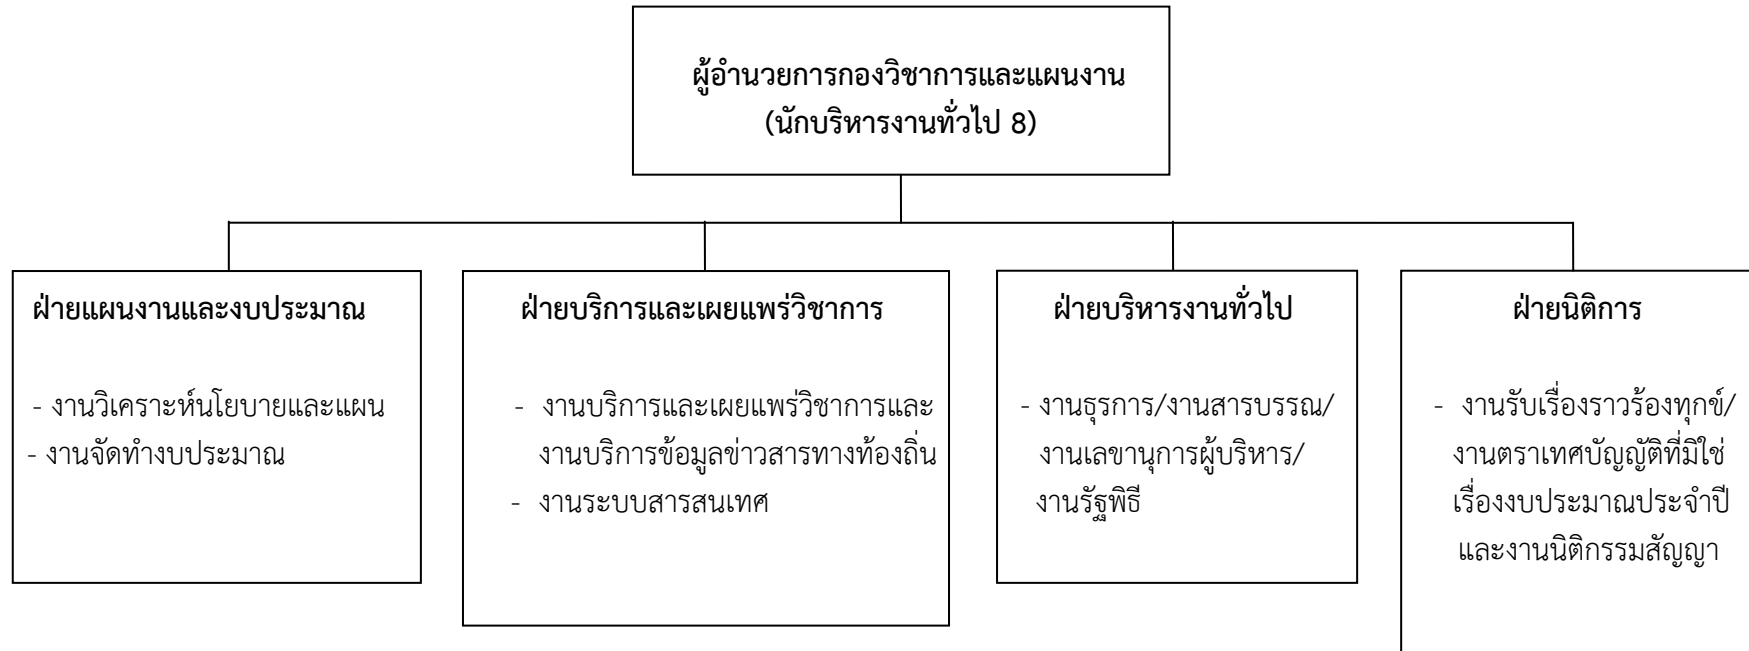 ผู้อำนวยการกองวิชาการและแผนงาน
(นักบริหารงานทั่วไป 8)
ฝ่ายแผนงานและงบประมาณ
- งานวิเคราะห์นโยบายและแผน
- งานจัดทำงบประมาณ
ฝ่ายบริการและเผยแพร่วิชาการ
- งานบริการและเผยแพร่วิชาการและ
งานบริการข้อมูลข่าวสารทางท้องถิ่น
- งานระบบสารสนเทศ
ฝ่ายบริหารงานทั่วไป
- งานธุรการ/งานสารบรรณ/
งานเลขานุการผู้บริหาร/
งานรัฐพิธี
ฝ่ายนิติการ
- งานรับเรื่องราวร้องทุกข์/
งานตราเทศบัญญัติที่มิใช่
เรื่องงบประมาณประจำปี
และงานนิติกรรมสัญญา